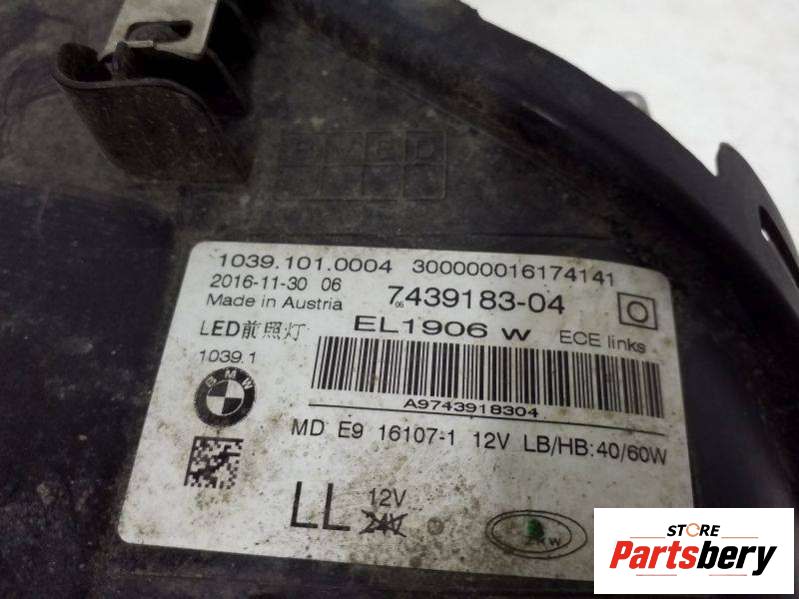 1039.101.0004 300000016174141
2016-11-30 06 7439183-04
06
Made in Austria
LED前照灯 EL1906 W ECE links
1039.1
BMW
A9743918304
MD E9 16107-1 12V LB/HB:40/60W
LL 12V
24V
STORE
Partsbery